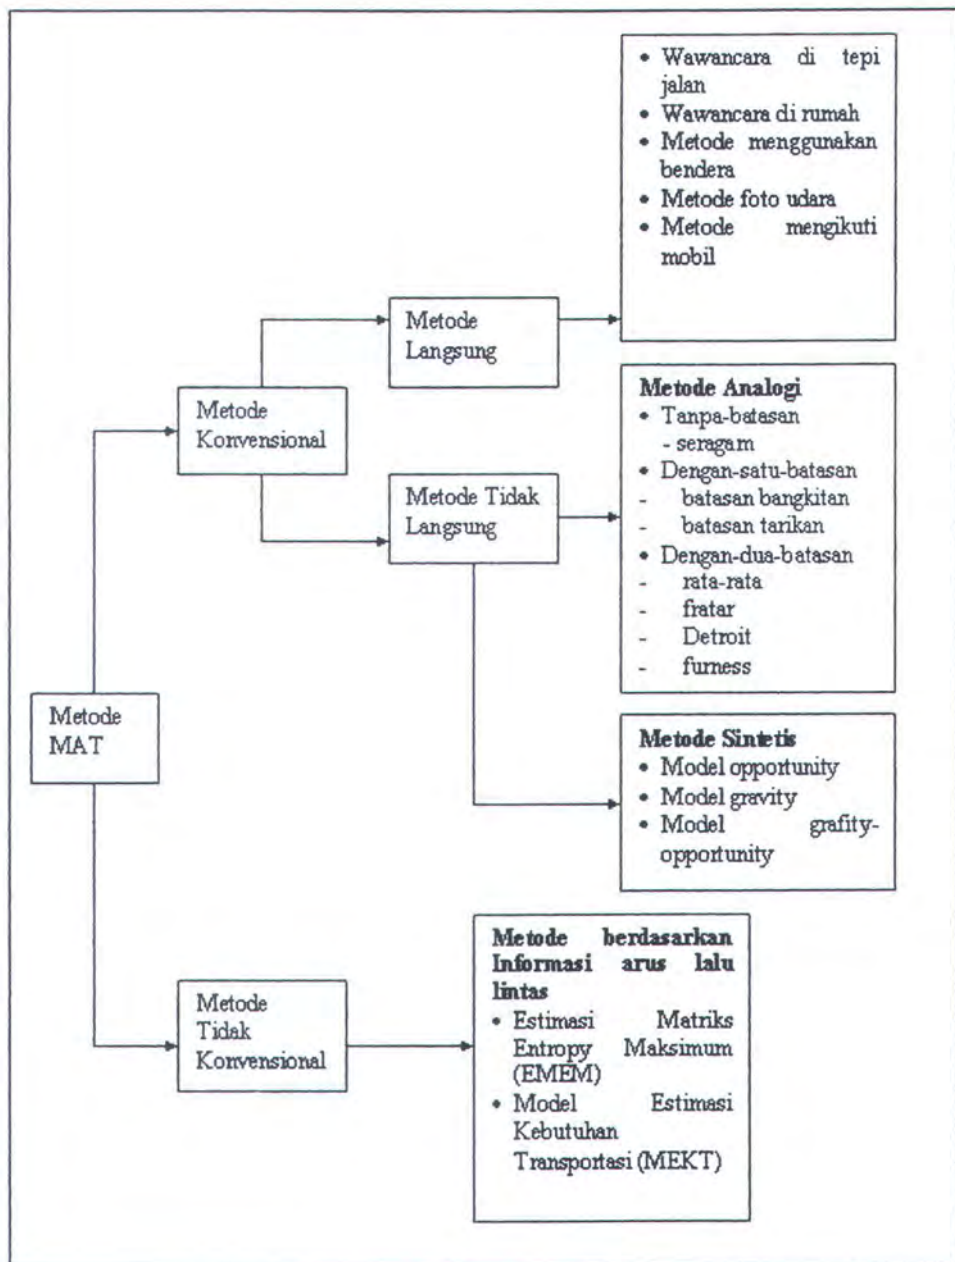 • Wawancara di tepi
jalan
• Wawancara di rumah
• Metode menggunakan
bendera
• Metode foto udara
• Metode mengikuti
mobil
Metode
Langsung
Metode
Konvensional
Metode Tidak
Langsung
Metode Analogi
• Tanpa-batasan
- seragam
• Dengan-satu-batasan
- batasan bangkitan
- batasan tarikan
• Dengan-dua-batasan
- rata-rata
- fratar
- Detroit
- furness
Metode
MAT
Metode Sintetis
• Model opportunity
• Model gravity
• Model grafity-
opportunity
Metode
Tidak
Konvensional
Metode berdasarkan
Informasi arus lalu
lintas
• Estimasi Matriks
Entropy Maksimum
(EMEM)
• Model Estimasi
Kebutuhan
Transportasi (MEKT)